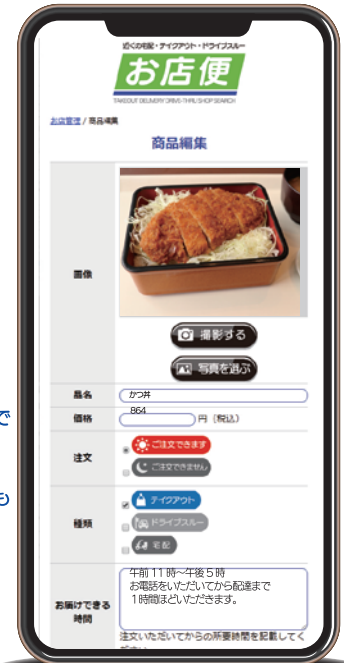 近くの宅配・テイクアウト・ドライブスルー
お店便
TAKEOUT DELIVERY DRIVE-THRU SHOP SEARCH
お店管理 / 商品編集
商品編集
画像
撮影する
写真を選ぶ
品名
かつ丼
価格
864
円（税込）
で
注文
ご注文できます
ご注文できません
も
種類
テイクアウト
ドライブスルー
宅配
お届けできる
時間
午前11時～午後5時
お電話をいただいてから配達まで
1時間ほどいただきます。
注文いただいてからの所要時間を記載してく